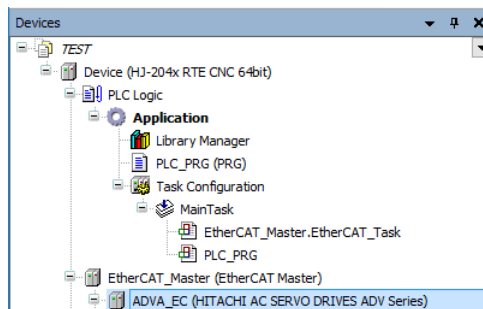 Devices
TEST
Device (HJ-204x RTE CNC 64bit)
PLC Logic
Application
Library Manager
PLC_PRG (PRG)
Task Configuration
MainTask
EtherCAT_Master.EtherCAT_Task
PLC_PRG
EtherCAT_Master (EtherCAT Master)
ADVA_EC (HITACHI AC SERVO DRIVES ADV Series)